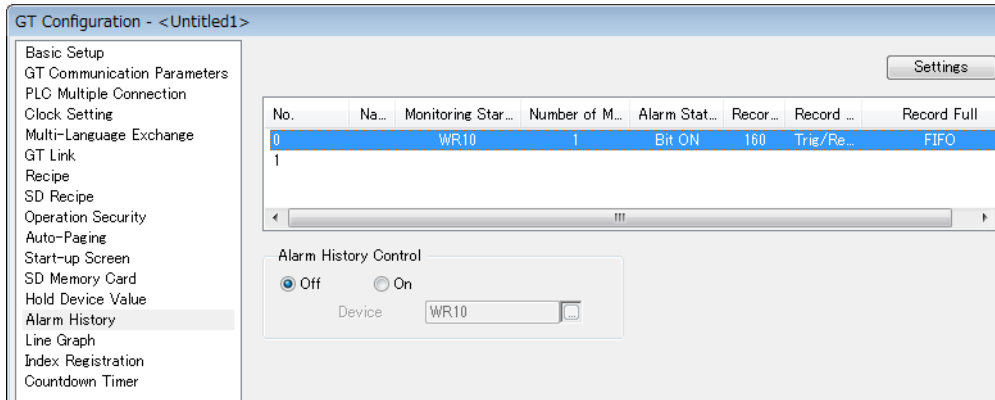 GT Configuration - <Untitled1>
Basic Setup
GT Communication Parameters
PLC Multiple Connection
Clock Setting
Multi-Language Exchange
GT Link
Recipe
SD Recipe
Operation Security
Auto-Paging
Start-up Screen
SD Memory Card
Hold Device Value
Alarm History
Line Graph
Index Registration
Countdown Timer
Settings
No. Na... Monitoring Star... Number of M... Alarm Stat... Recor... Record ... Record Full
0 WR10 1 Bit ON 160 Trig/Re... FIFO
1
Alarm History Control
Off On
Device WR10 ...